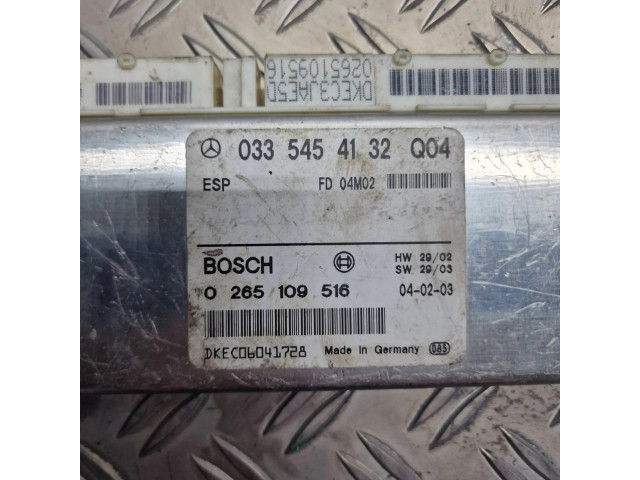 DKEC3JAE5D
0265109516
033 545 41 32 Q04
ESP FD 04M02
BOSCH HW 29/02
SW 29/03
0 265 109 516 04-02-03
DKEC06041728 Made in Germany 085